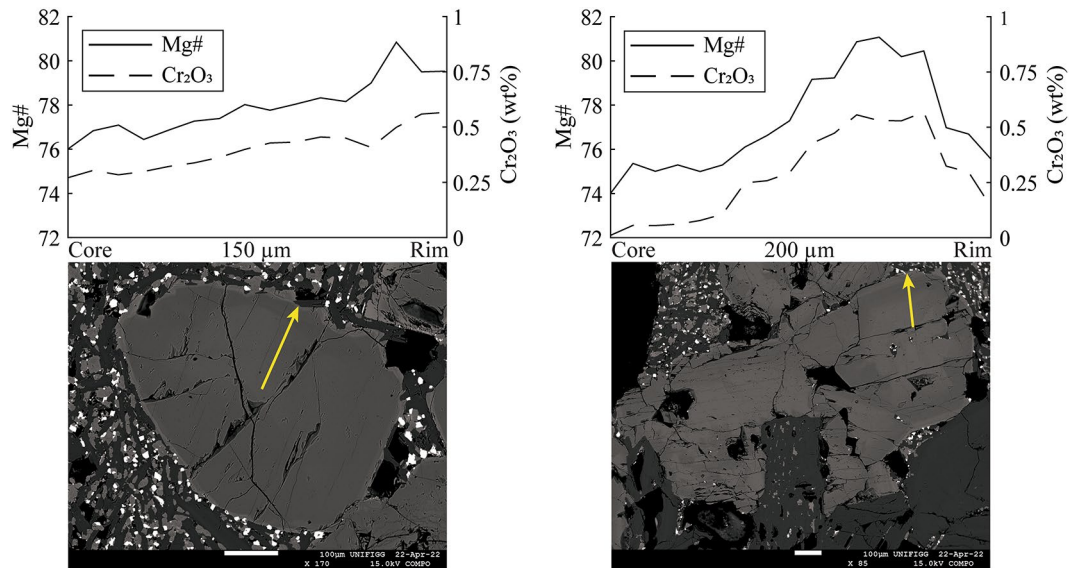 82
80
78
76
74
72
Mg#
Mg#
Cr₂O₃
1
0.75
0.5
0.25
0
Cr₂O₃ (wt%)
Core 150 µm Rim
100µm UNIFIGG 22-Apr-22
X 170 15.0kV COMPO
82
80
78
76
74
72
Mg#
Mg#
Cr₂O₃
1
0.75
0.5
0.25
0
Cr₂O₃ (wt%)
Core 200 µm Rim
100µm UNIFIGG 22-Apr-22
X 85 15.0kV COMPO